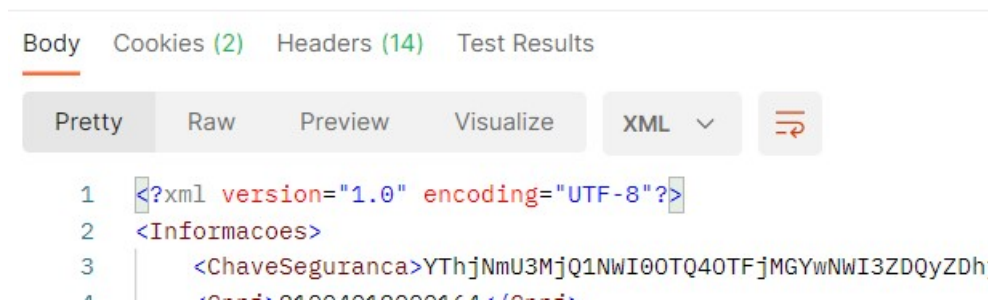 Body Cookies (2) Headers (14) Test Results
Pretty Raw Preview Visualize XML
1 <?xml version="1.0" encoding="UTF-8"?>
2 <Informacoes>
3 <ChaveSeguranca>YThjNmU3MjQ1NWI0OTQ4OTFjMGYwNWI3ZDQyZDh